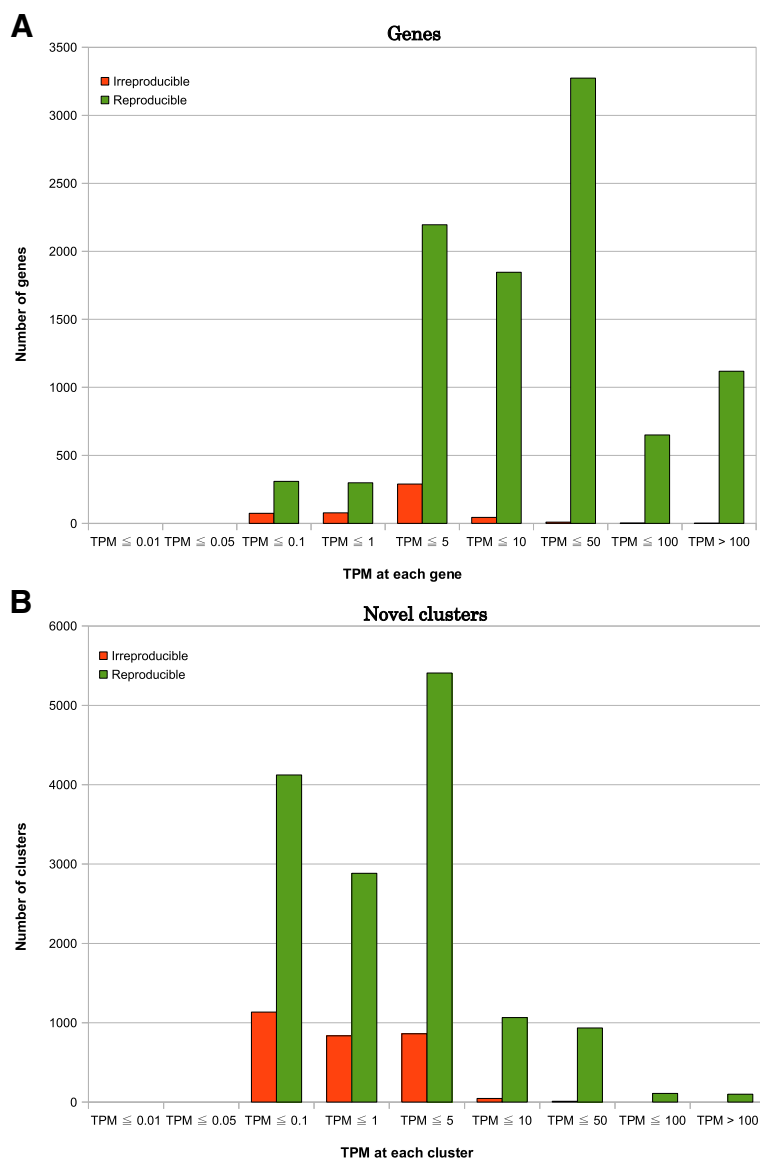 A
Genes
3500
3000
2500
2000
1500
1000
500
0
Number of genes
Irreproducible
Reproducible
TPM ≦ 0.01 TPM ≦ 0.05 TPM ≦ 0.1 TPM ≦ 1 TPM ≦ 5 TPM ≦ 10 TPM ≦ 50 TPM ≦ 100 TPM > 100
TPM at each gene
B
Novel clusters
6000
5000
4000
3000
2000
1000
0
Number of clusters
Irreproducible
Reproducible
TPM ≦ 0.01 TPM ≦ 0.05 TPM ≦ 0.1 TPM ≦ 1 TPM ≦ 5 TPM ≦ 10 TPM ≦ 50 TPM ≦ 100 TPM > 100
TPM at each cluster